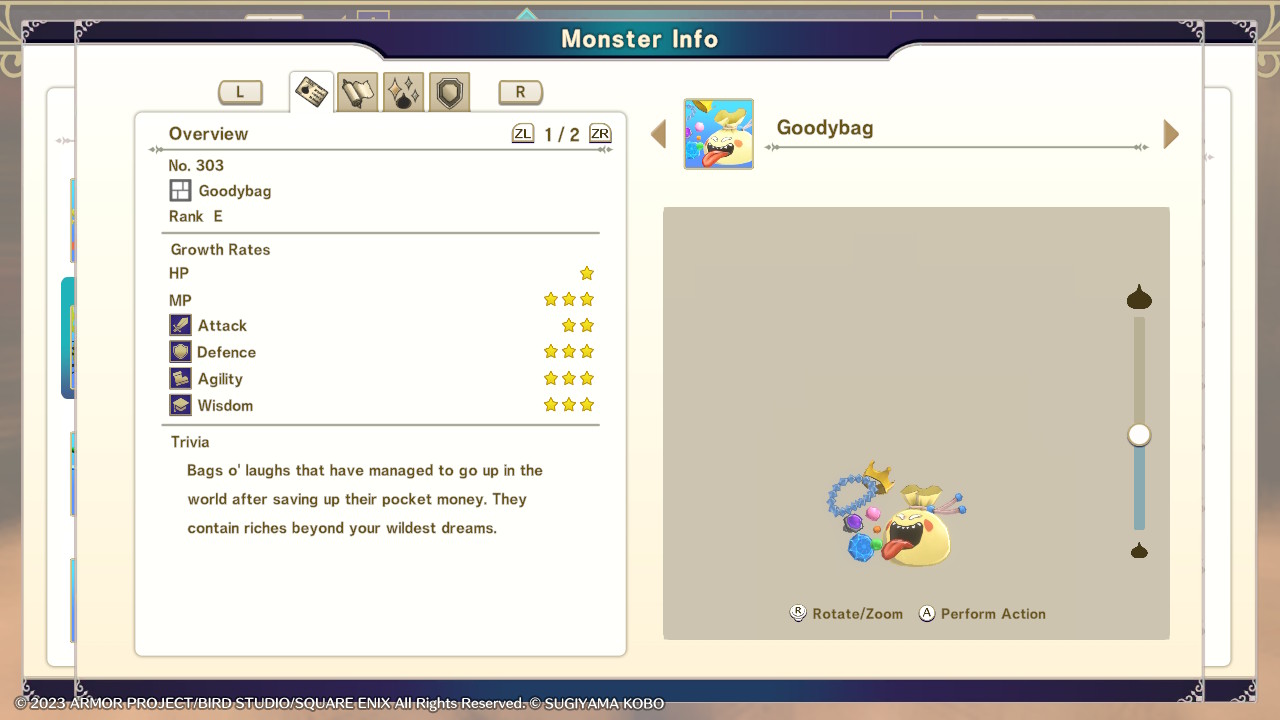 Monster Info
L
R
Overview
ZL 1 / 2 ZR
No. 303
Goodybag
Rank E
Growth Rates
HP
MP
Attack
Defence
Agility
Wisdom
Trivia
Bags o' laughs that have managed to go up in the
world after saving up their pocket money. They
contain riches beyond your wildest dreams.
Goodybag
R Rotate/Zoom A Perform Action
© 2023 ARMOR PROJECT/BIRD STUDIO/SQUARE ENIX All Rights Reserved. © SUGIYAMA KOBO